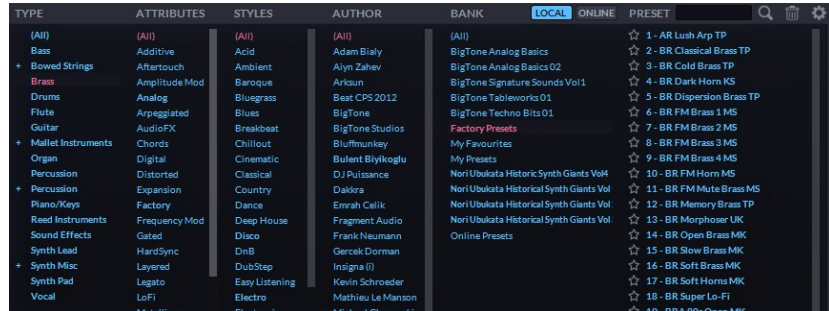 TYPE ATTRIBUTES STYLES AUTHOR BANK LOCAL ONLINE PRESET
(All) (All) (All) (All) (All) 1 - AR Lush Arp TP
Bass Additive Acid Adam Bialy BigTone Analog Basics 2 - BR Classical Brass TP
+ Bowed Strings Aftertouch Ambient Aiyn Zahev BigTone Analog Basics 02 3 - BR Cold Brass TP
Brass Amplitude Mod Baroque Arksun BigTone Signature Sounds Vol1 4 - BR Dark Horn KS
Drums Analog Bluegrass Beat CPS 2012 BigTone Tableworks 01 5 - BR Dispersion Brass TP
Flute Arpeggiated Blues BigTone BigTone Techno Bits 01 6 - BR FM Brass 1 MS
Guitar AudioFX Breakbeat BigTone Studios Factory Presets 7 - BR FM Brass 2 MS
+ Mallet Instruments Chords Chillout Bluffmunkey My Favourites 8 - BR FM Brass 3 MS
Organ Digital Cinematic Bulent Biyikoglu My Presets 9 - BR FM Brass 4 MS
Percussion Distorted Classical DJ Puissance Nori Ubukata Historic Synth Giants Vol4 10 - BR FM Horn MS
+ Percussion Expansion Country Dakkra Nori Ubukata Historical Synth Giants Vol 11 - BR FM Mute Brass MS
Piano/Keys Factory Dance Emrah Celik Nori Ubukata Historical Synth Giants Vol 12 - BR Memory Brass TP
Reed Instruments Frequency Mod Deep House Fragment Audio Nori Ubukata Historical Synth Giants Vol 13 - BR Morphoser UK
Sound Effects Gated Disco Frank Neumann Online Presets 14 - BR Open Brass MK
Synth Lead HardSync DnB Gercek Dorman 15 - BR Slow Brass MK
+ Synth Misc Layered DubStep Insigna (i) 16 - BR Soft Brass MK
Synth Pad Legato Easy Listening Kevin Schroeder 17 - BR Soft Horns MK
Vocal LoFi Electro Mathieu Le Manson 18 - BR Super Lo-Fi